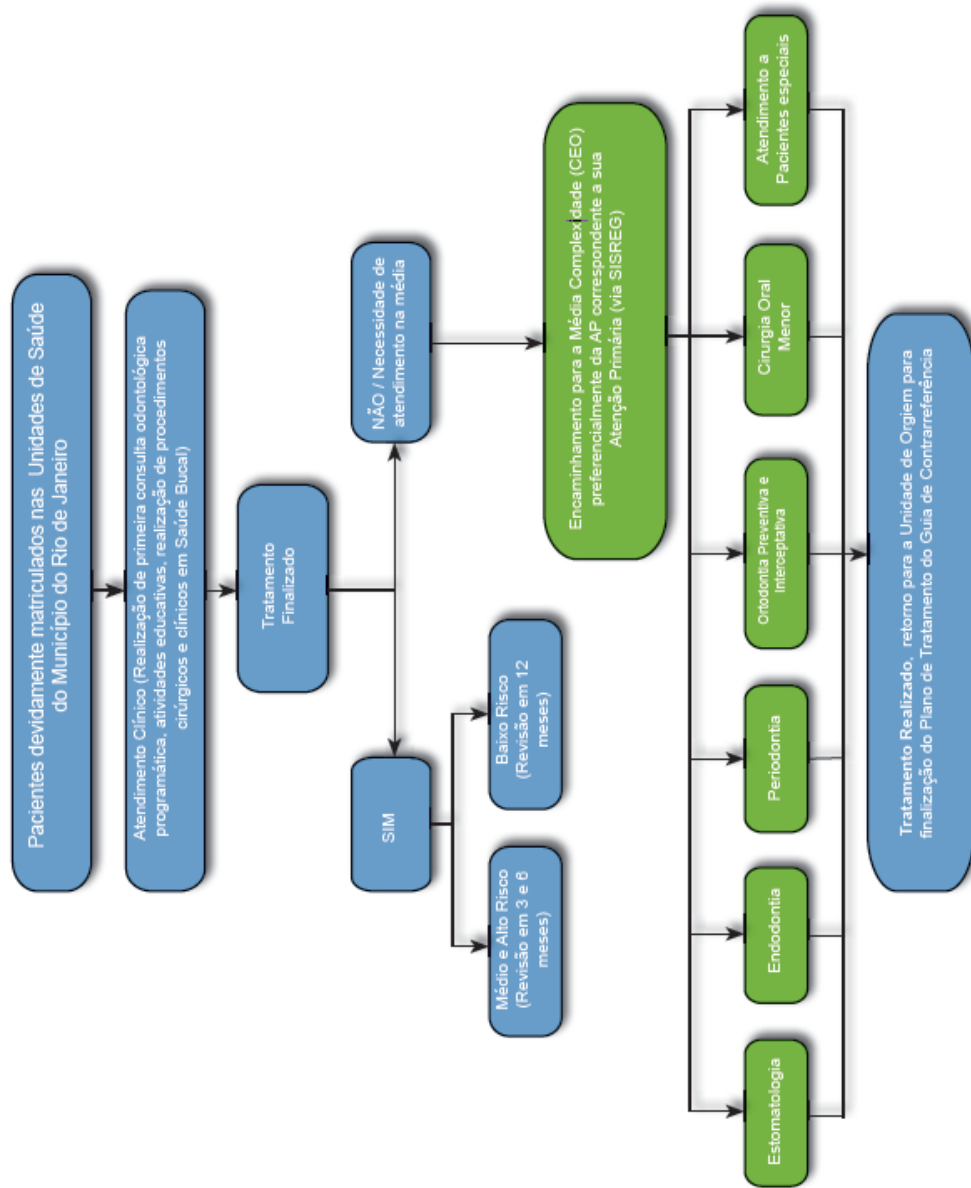 Pacientes devidamente matriculados nas Unidades de Saúde
do Município do Rio de Janeiro
Atendimento Clínico (Realização de primeira consulta odontológica
programática, atividades educativas, realização de procedimentos
cirúrgicos e clínicos em Saúde Bucal)
Tratamento
Finalizado
SIM
NÃO / Necessidade de
atendimento na média
Médio e Alto Risco
(Revisão em 3 e 6
meses)
Baixo Risco
(Revisão em 12
meses)
Encaminhamento para a Média Complexidade (CEO)
preferencialmente da AP correspondente a sua
Atenção Primária (via SISREG)
Estomatologia
Endodontia
Periodontia
Ortodontia Preventiva e
Interceptativa
Cirurgia Oral
Menor
Atendimento a
Pacientes especiais
Tratamento Realizado, retorno para a Unidade de Orgiem para
finalização do Plano de Tratamento do Guia de Contrarreferência